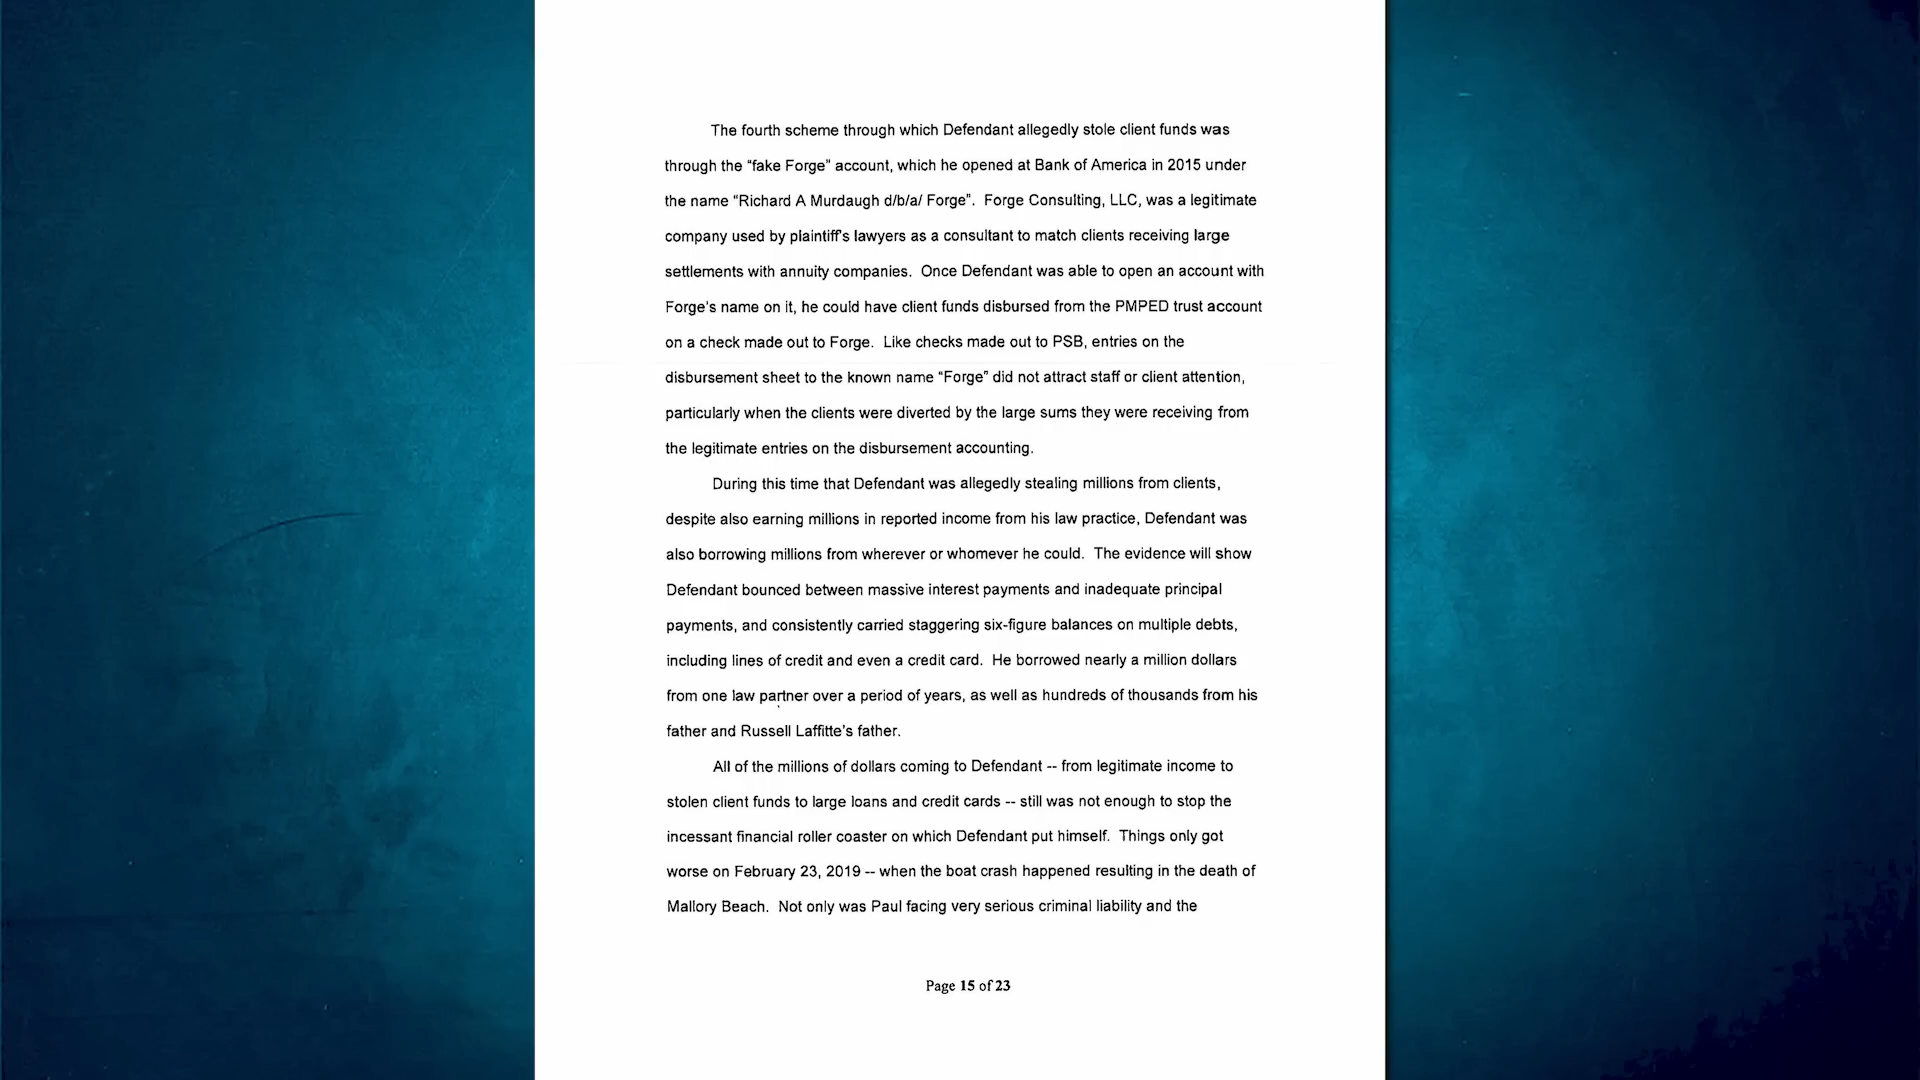 The fourth scheme through which Defendant allegedly stole client funds was
through the “fake Forge” account, which he opened at Bank of America in 2015 under
the name “Richard A Murdaugh d/b/a/ Forge”.  Forge Consulting, LLC, was a legitimate
company used by plaintiff's lawyers as a consultant to match clients receiving large
settlements with annuity companies.  Once Defendant was able to open an account with
Forge's name on it, he could have client funds disbursed from the PMPED trust account
on a check made out to Forge.  Like checks made out to PSB, entries on the
disbursement sheet to the known name “Forge” did not attract staff or client attention,
particularly when the clients were diverted by the large sums they were receiving from
the legitimate entries on the disbursement accounting.
During this time that Defendant was allegedly stealing millions from clients,
despite also earning millions in reported income from his law practice, Defendant was
also borrowing millions from wherever or whomever he could.  The evidence will show
Defendant bounced between massive interest payments and inadequate principal
payments, and consistently carried staggering six-figure balances on multiple debts,
including lines of credit and even a credit card.  He borrowed nearly a million dollars
from one law partner over a period of years, as well as hundreds of thousands from his
father and Russell Laffitte's father.
All of the millions of dollars coming to Defendant -- from legitimate income to
stolen client funds to large loans and credit cards -- still was not enough to stop the
incessant financial roller coaster on which Defendant put himself.  Things only got
worse on February 23, 2019 -- when the boat crash happened resulting in the death of
Mallory Beach.  Not only was Paul facing very serious criminal liability and the
Page 15 of 23